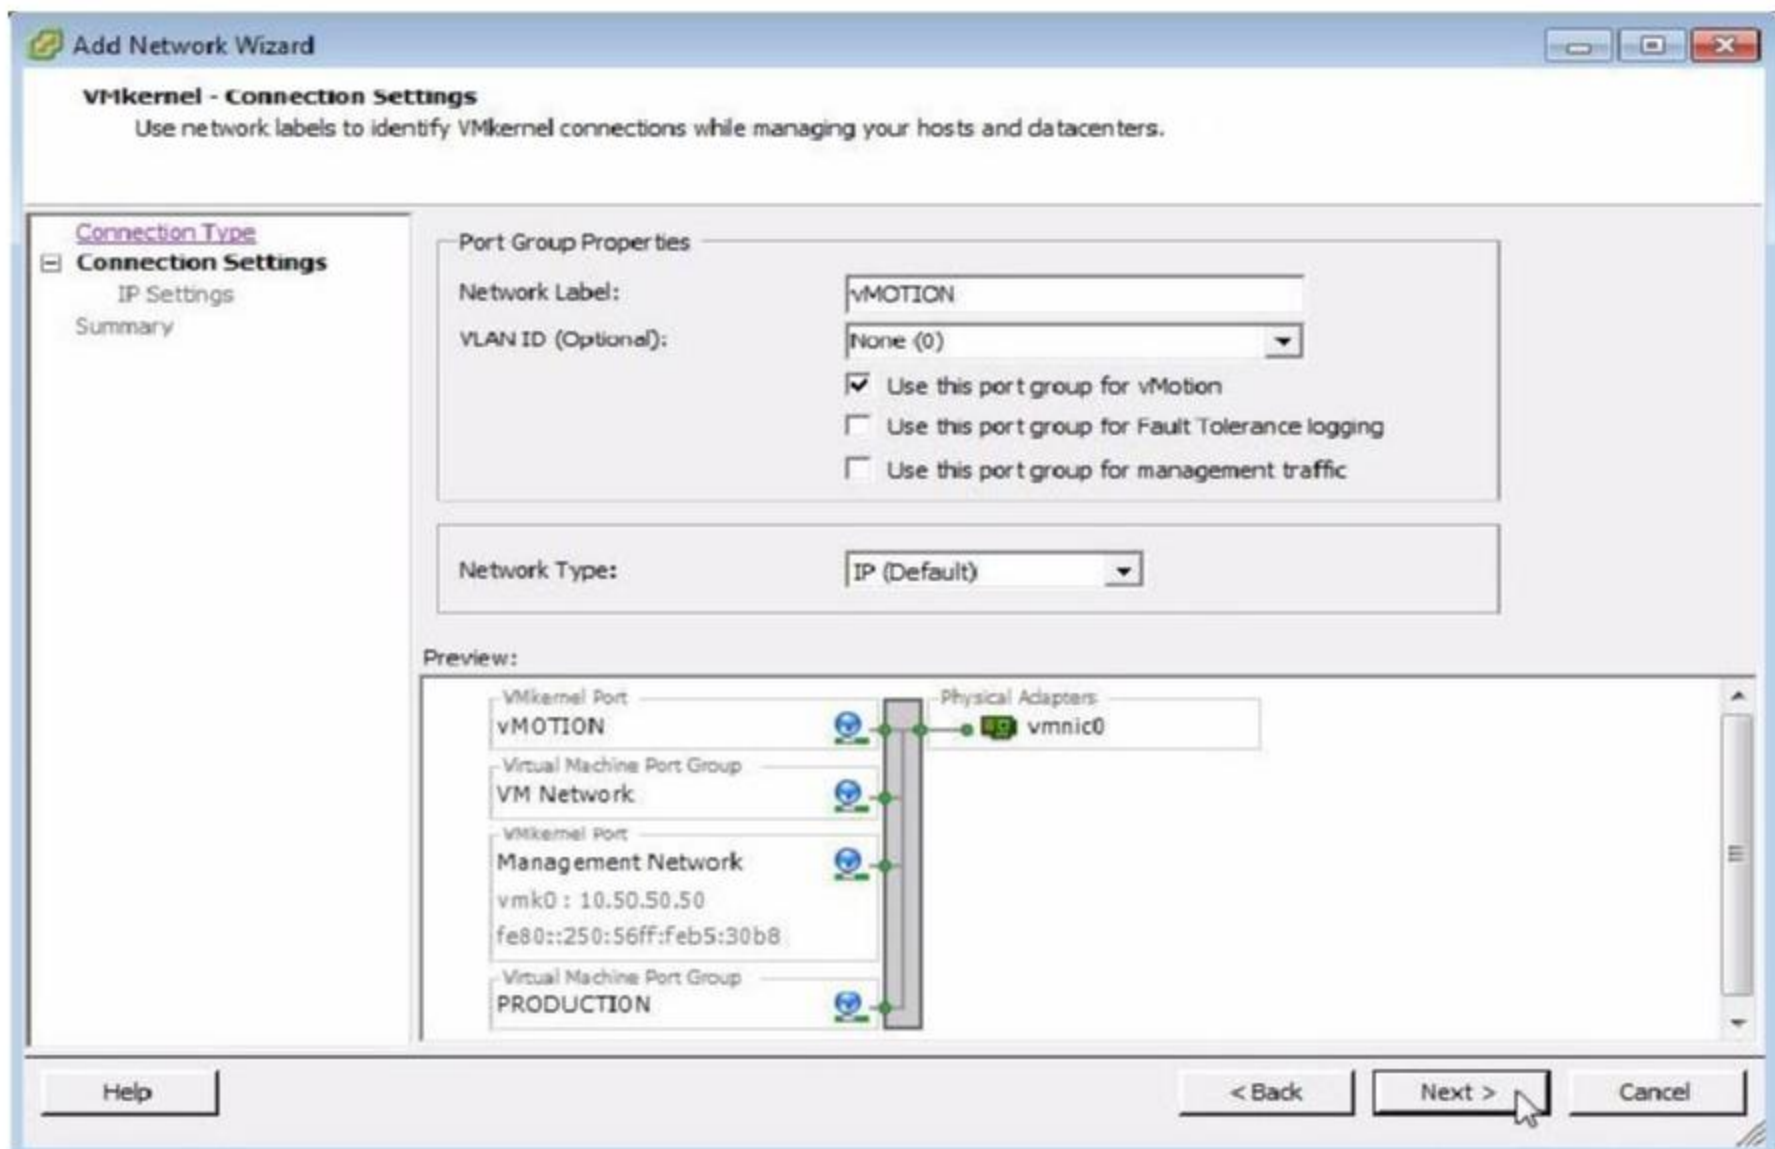 Add Network Wizard
VMkernel - Connection Settings
Use network labels to identify VMkernel connections while managing your hosts and datacenters.
Connection Type
Connection Settings
IP Settings
Summary
Port Group Properties
Network Label:
vMOTION
VLAN ID (Optional):
None (0)
Use this port group for vMotion
Use this port group for Fault Tolerance logging
Use this port group for management traffic
Network Type:
IP (Default)
Preview:
VMkernel Port
vMOTION
Physical Adapters
vmnic0
Virtual Machine Port Group
VM Network
VMkernel Port
Management Network
vmk0 : 10.50.50.50
fe80::250:56ff:feb5:30b8
Virtual Machine Port Group
PRODUCTION
Help
< Back
Next >
Cancel